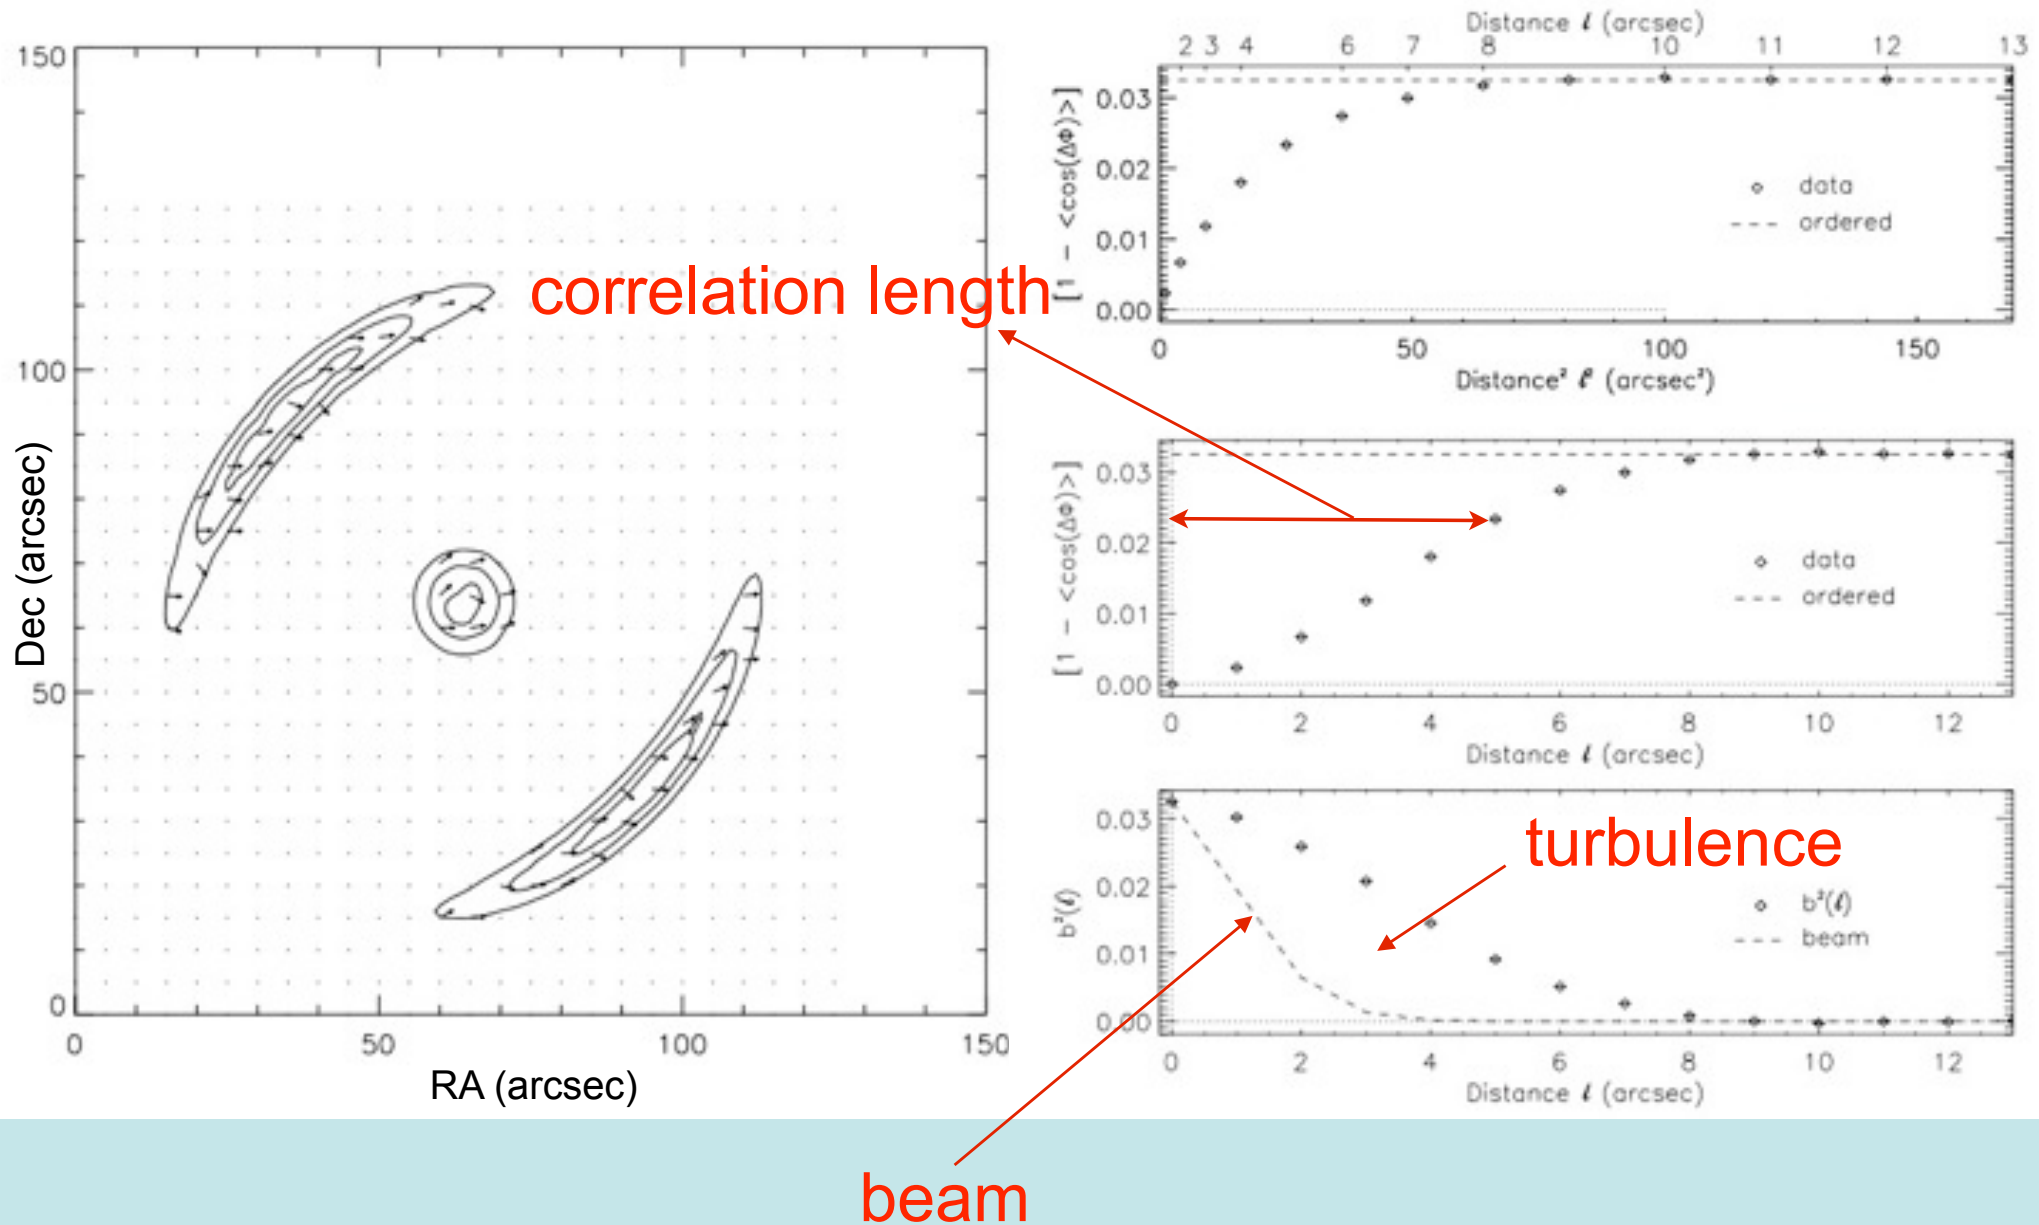 150
100
50
0
0
50
100
150
Dec (arcsec)
RA (arcsec)
correlation length
Distance ℓ (arcsec)
2 3 4 6 7 8 10 11 12 13
[1 - <cos(ΔΦ)>]
0.03
0.02
0.01
0.00
data
ordered
0 50 100 150
Distance² ℓ² (arcsec²)
[1 - <cos(ΔΦ)>]
0.03
0.02
0.01
0.00
data
ordered
0 2 4 6 8 10 12
Distance ℓ (arcsec)
b²(ℓ)
0.03
0.02
0.01
0.00
turbulence
b²(ℓ)
beam
0 2 4 6 8 10 12
Distance ℓ (arcsec)
beam